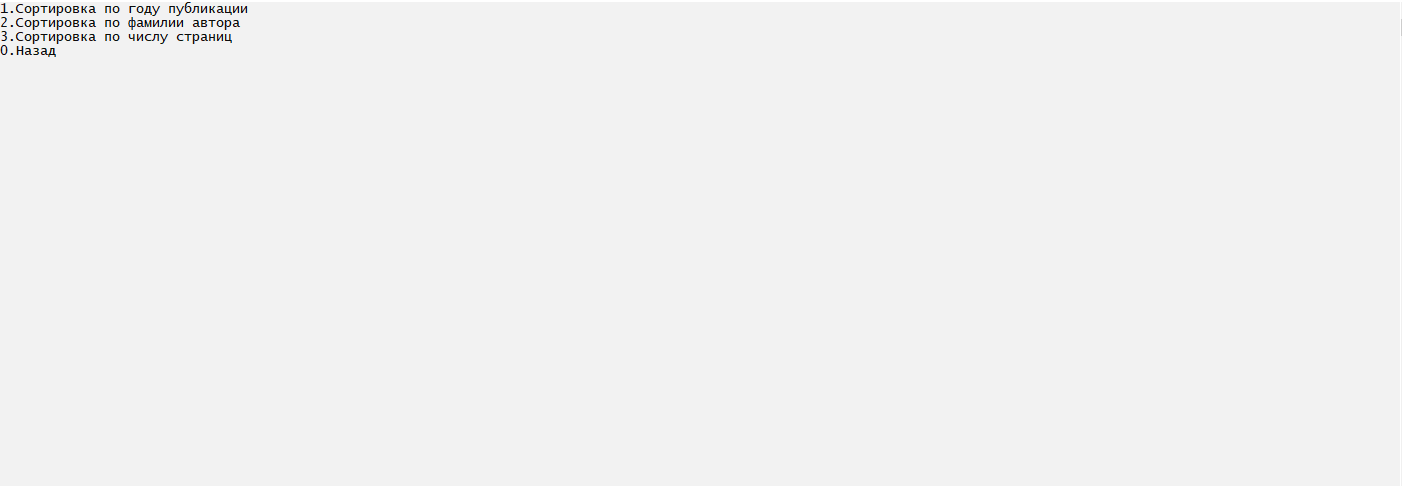 1.Сортировка по году публикации
2.Сортировка по фамилии автора
3.Сортировка по числу страниц
0.Назад